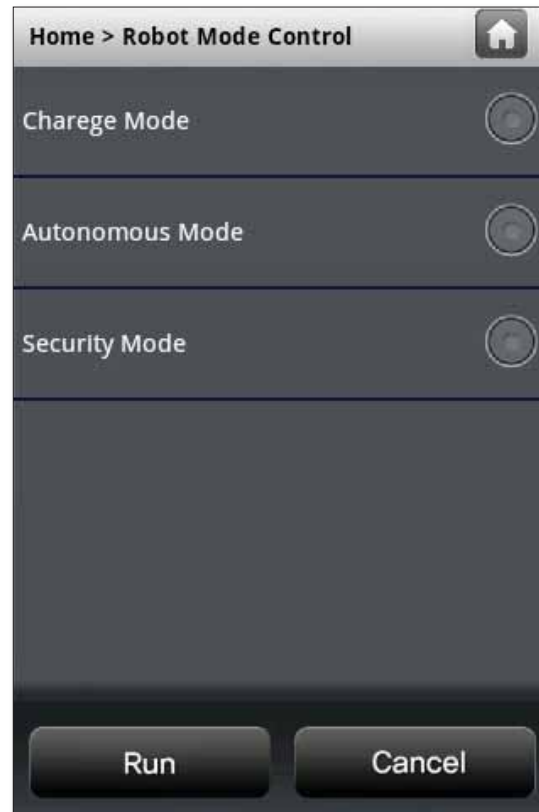 Home > Robot Mode Control
Charege Mode
Autonomous Mode
Security Mode
Run
Cancel